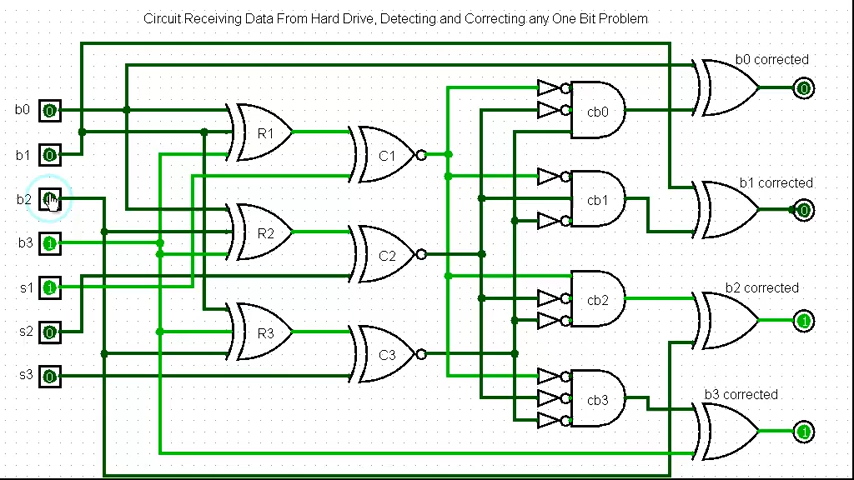 Circuit Receiving Data From Hard Drive, Detecting and Correcting any One Bit Problem
b0 corrected
b0 0 0
cb0
R1
b1 0
C1
b1 corrected
b2
cb1
0
R2
b3 1
C2
s1 1
b2 corrected
cb2
1
s2 0
R3
C3
s3 0
b3 corrected
cb3
1